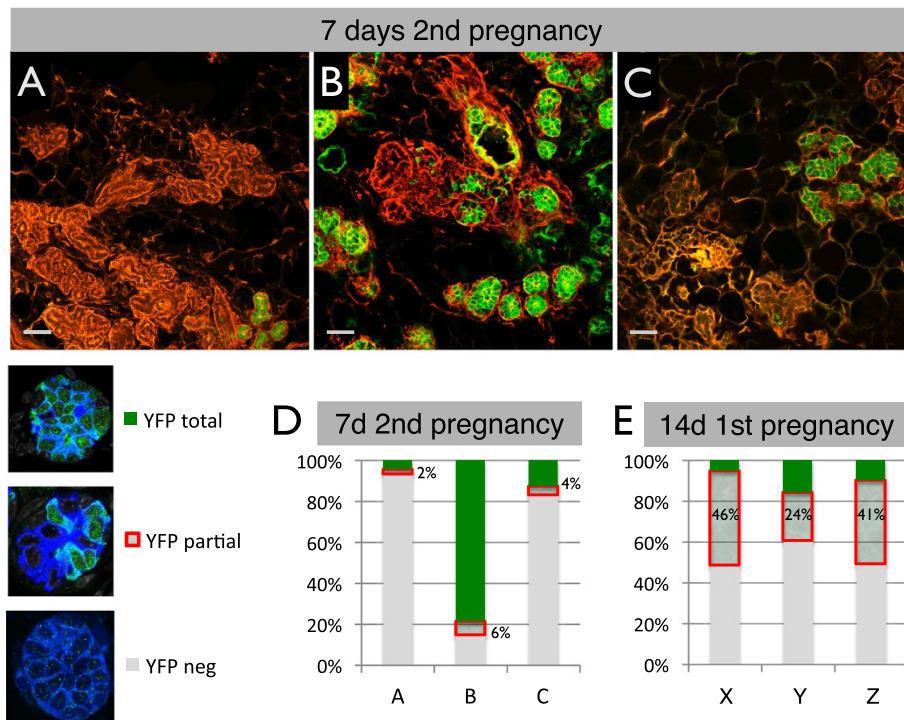 7 days 2nd pregnancy
A
B
C
YFP total
YFP partial
YFP neg
D
7d 2nd pregnancy
100%
80%
60%
40%
20%
0%
2%
6%
4%
A
B
C
E
14d 1st pregnancy
100%
80%
60%
40%
20%
0%
46%
24%
41%
X
Y
Z